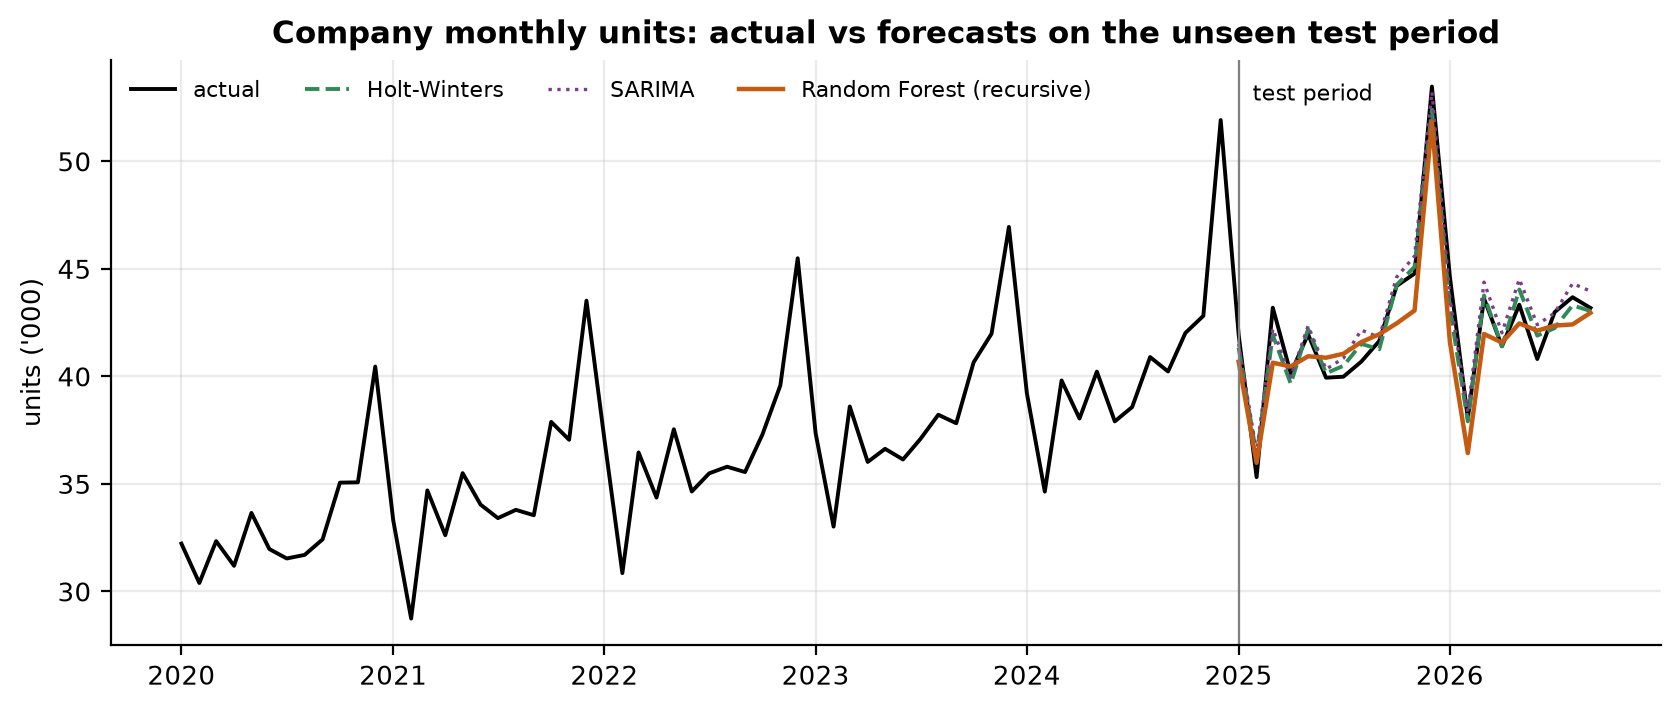 Company monthly units: actual vs forecasts on the unseen test period
actual Holt-Winters SARIMA Random Forest (recursive)
test period
units ('000)
50
45
40
35
30
2020 2021 2022 2023 2024 2025 2026